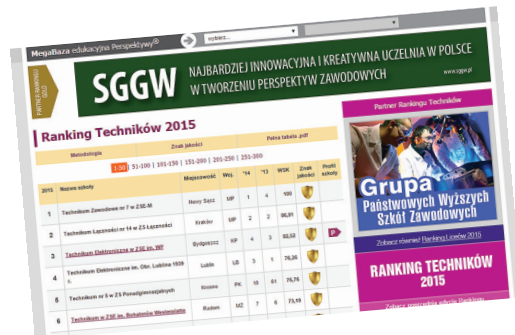 MegaBaza edukacyjna Perspektywy®
wybierz...
PARTNER RANKINGU
GOLD
SGGW
NAJBARDZIEJ INNOWACYJNA I KREATYWNA UCZELNIA W POLSCE
W TWORZENIU PERSPEKTYW ZAWODOWYCH
www.sggw.pl
Ranking Techników 2015
Metodologia Znak jakości Pełna tabela .pdf
1-50 | 51-100 | 101-150 | 151-200 | 201-250 | 251-300
2015 Nazwa szkoły Miejscowość Woj. '14 '13 WSK Znak jakości Profil szkoły
1 Technikum Zawodowe nr 7 w ZSE-M Nowy Sącz MP 1 4 100
2 Technikum Łączności nr 14 w ZS Łączności Kraków MP 2 2
3 Technikum Elektroniczne w ZSE im. WP Bydgoszcz KP 4 3 P
4 Technikum Elektroniczne im. Obr. Lublina 1939 r. Lublin LB 3 1 76,26
5 Technikum nr 5 w ZS Ponadgimnazjalnych Krosno PK 10 61 75,75
6 Technikum w ZSE im. Bohaterów Westerplatte Radom MZ 7 6 73,19
Partner Rankingu Techników
Grupa
Państwowych Wyższych
Szkół Zawodowych
Zobacz również Ranking Liceów 2015
RANKING TECHNIKÓW
2015